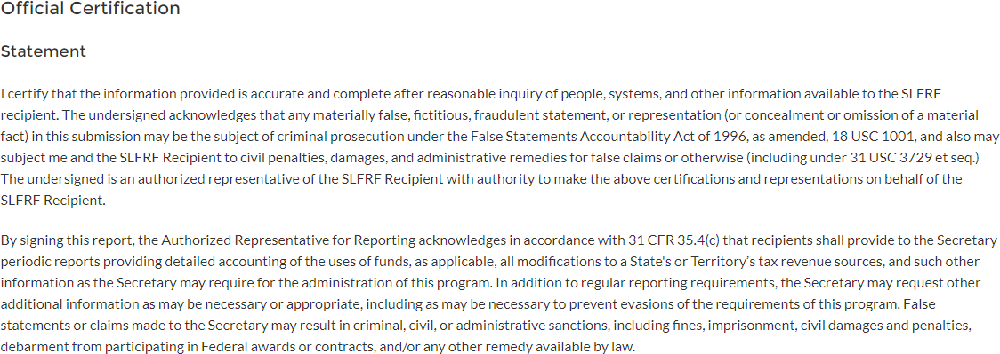 Official Certification
Statement
I certify that the information provided is accurate and complete after reasonable inquiry of people, systems, and other information available to the SLFRF
recipient. The undersigned acknowledges that any materially false, fictitious, fraudulent statement, or representation (or concealment or omission of a material
fact) in this submission may be the subject of criminal prosecution under the False Statements Accountability Act of 1996, as amended, 18 USC 1001, and also may
subject me and the SLFRF Recipient to civil penalties, damages, and administrative remedies for false claims or otherwise (including under 31 USC 3729 et seq.)
The undersigned is an authorized representative of the SLFRF Recipient with authority to make the above certifications and representations on behalf of the
SLFRF Recipient.
By signing this report, the Authorized Representative for Reporting acknowledges in accordance with 31 CFR 35.4(c) that recipients shall provide to the Secretary
periodic reports providing detailed accounting of the uses of funds, as applicable, all modifications to a State's or Territory’s tax revenue sources, and such other
information as the Secretary may require for the administration of this program. In addition to regular reporting requirements, the Secretary may request other
additional information as may be necessary or appropriate, including as may be necessary to prevent evasions of the requirements of this program. False
statements or claims made to the Secretary may result in criminal, civil, or administrative sanctions, including fines, imprisonment, civil damages and penalties,
debarment from participating in Federal awards or contracts, and/or any other remedy available by law.